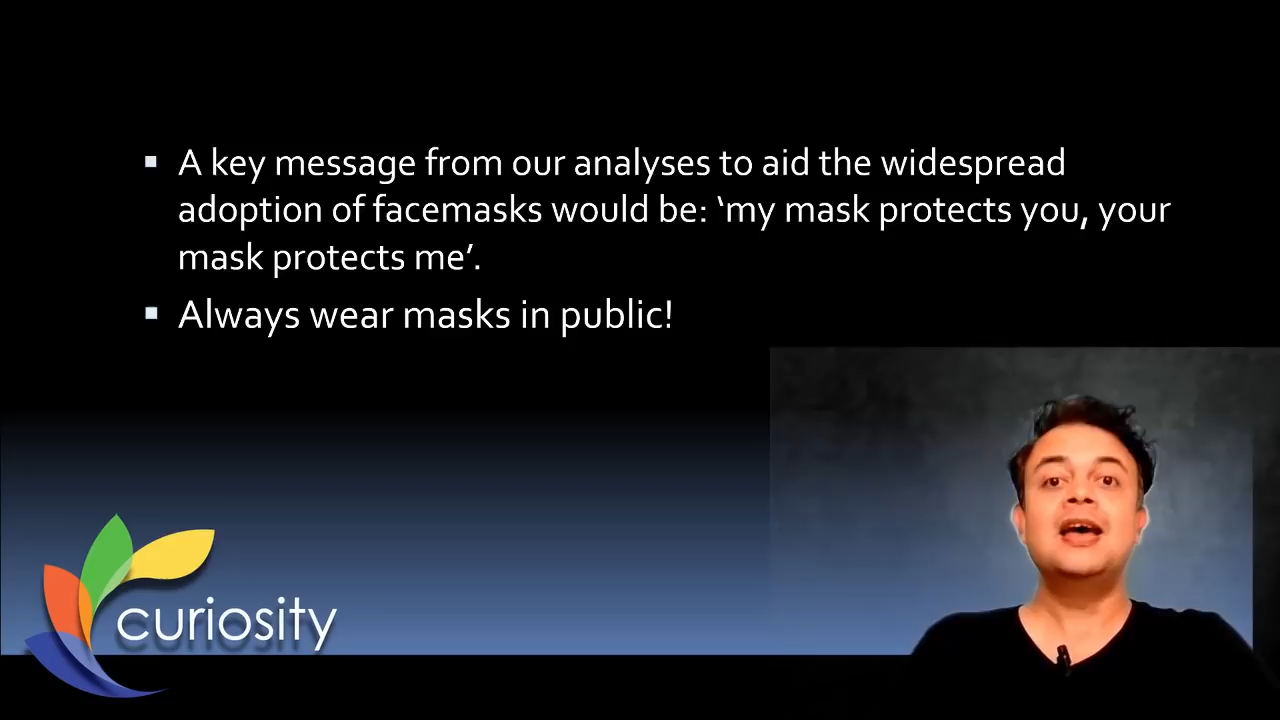 A key message from our analyses to aid the widespread
adoption of facemasks would be: ‘my mask protects you, your
mask protects me’.
Always wear masks in public!
curiosity